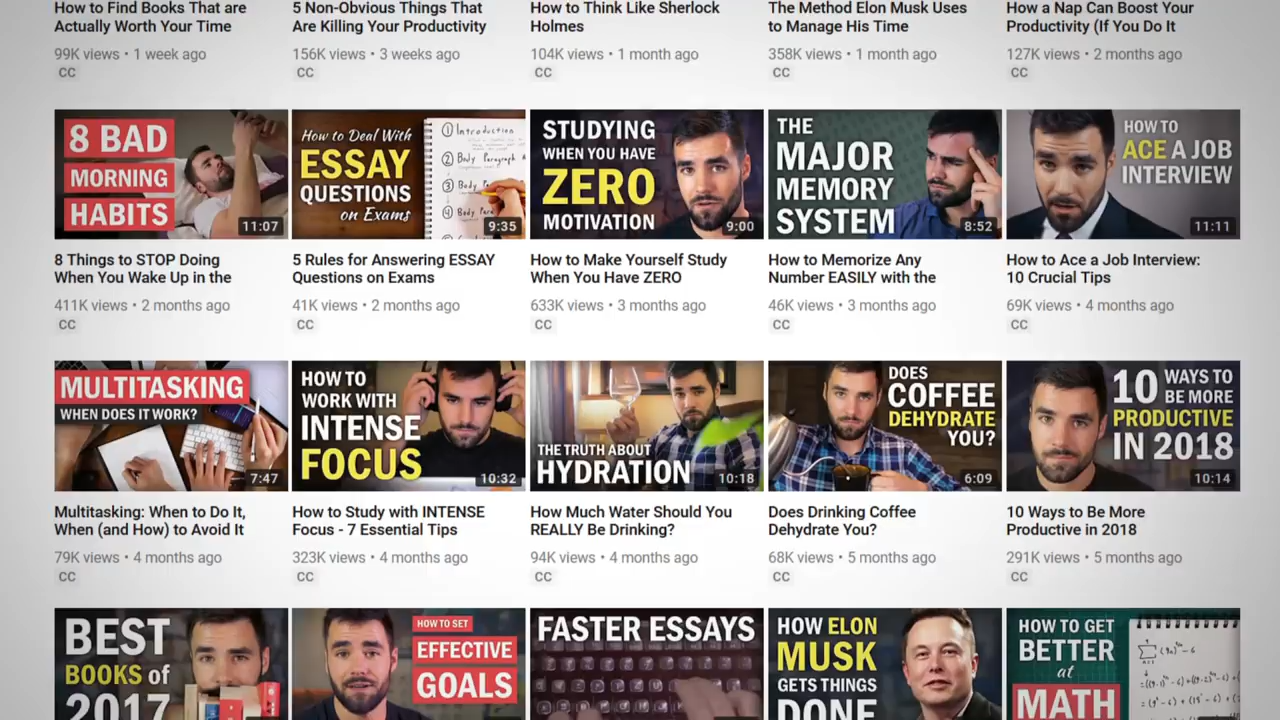 How to Find Books That are
Actually Worth Your Time
99K views • 1 week ago
CC
5 Non-Obvious Things That
Are Killing Your Productivity
156K views • 3 weeks ago
CC
How to Think Like Sherlock
Holmes
104K views • 1 month ago
CC
The Method Elon Musk Uses
to Manage His Time
358K views • 1 month ago
CC
How a Nap Can Boost Your
Productivity (If You Do It
127K views • 2 months ago
CC
8 BAD
MORNING
HABITS
11:07
8 Things to STOP Doing
When You Wake Up in the
411K views • 2 months ago
CC
How to Deal With
ESSAY
QUESTIONS
on Exams
1 Introduction
2 Body Paragraph A
3 Body
4 Body
9:35
5 Rules for Answering ESSAY
Questions on Exams
41K views • 2 months ago
CC
STUDYING
WHEN YOU HAVE
ZERO
MOTIVATION
9:00
How to Make Yourself Study
When You Have ZERO
633K views • 3 months ago
CC
THE
MAJOR
MEMORY
SYSTEM
8:52
How to Memorize Any
Number EASILY with the
46K views • 3 months ago
CC
HOW TO
ACE A JOB
INTERVIEW
11:11
How to Ace a Job Interview:
10 Crucial Tips
69K views • 4 months ago
CC
MULTITASKING
WHEN DOES IT WORK?
7:47
Multitasking: When to Do It,
When (and How) to Avoid It
79K views • 4 months ago
CC
HOW TO
WORK WITH
INTENSE
FOCUS
10:32
How to Study with INTENSE
Focus - 7 Essential Tips
323K views • 4 months ago
CC
THE TRUTH ABOUT
HYDRATION
10:18
How Much Water Should You
REALLY Be Drinking?
94K views • 4 months ago
CC
DOES
COFFEE
DEHYDRATE
YOU?
6:09
Does Drinking Coffee
Dehydrate You?
68K views • 5 months ago
CC
10 WAYS TO
BE MORE
PRODUCTIVE
IN 2018
10:14
10 Ways to Be More
Productive in 2018
291K views • 5 months ago
CC
BEST
BOOKS of
2017
HOW TO SET
EFFECTIVE
GOALS
FASTER ESSAYS
HOW ELON
MUSK
GETS THINGS
DONE
HOW TO GET
BETTER
at
MATH